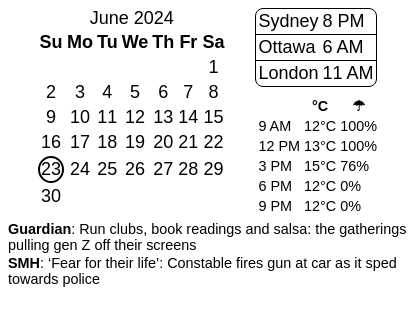 June 2024
Su Mo Tu We Th Fr Sa
1
2 3 4 5 6 7 8
9 10 11 12 13 14 15
16 17 18 19 20 21 22
23 24 25 26 27 28 29
30
Sydney 8 PM
Ottawa 6 AM
London 11 AM
°C ☂
9 AM 12°C 100%
12 PM 13°C 100%
3 PM 15°C 76%
6 PM 12°C 0%
9 PM 12°C 0%
Guardian: Run clubs, book readings and salsa: the gatherings
pulling gen Z off their screens
SMH: ‘Fear for their life’: Constable fires gun at car as it sped
towards police